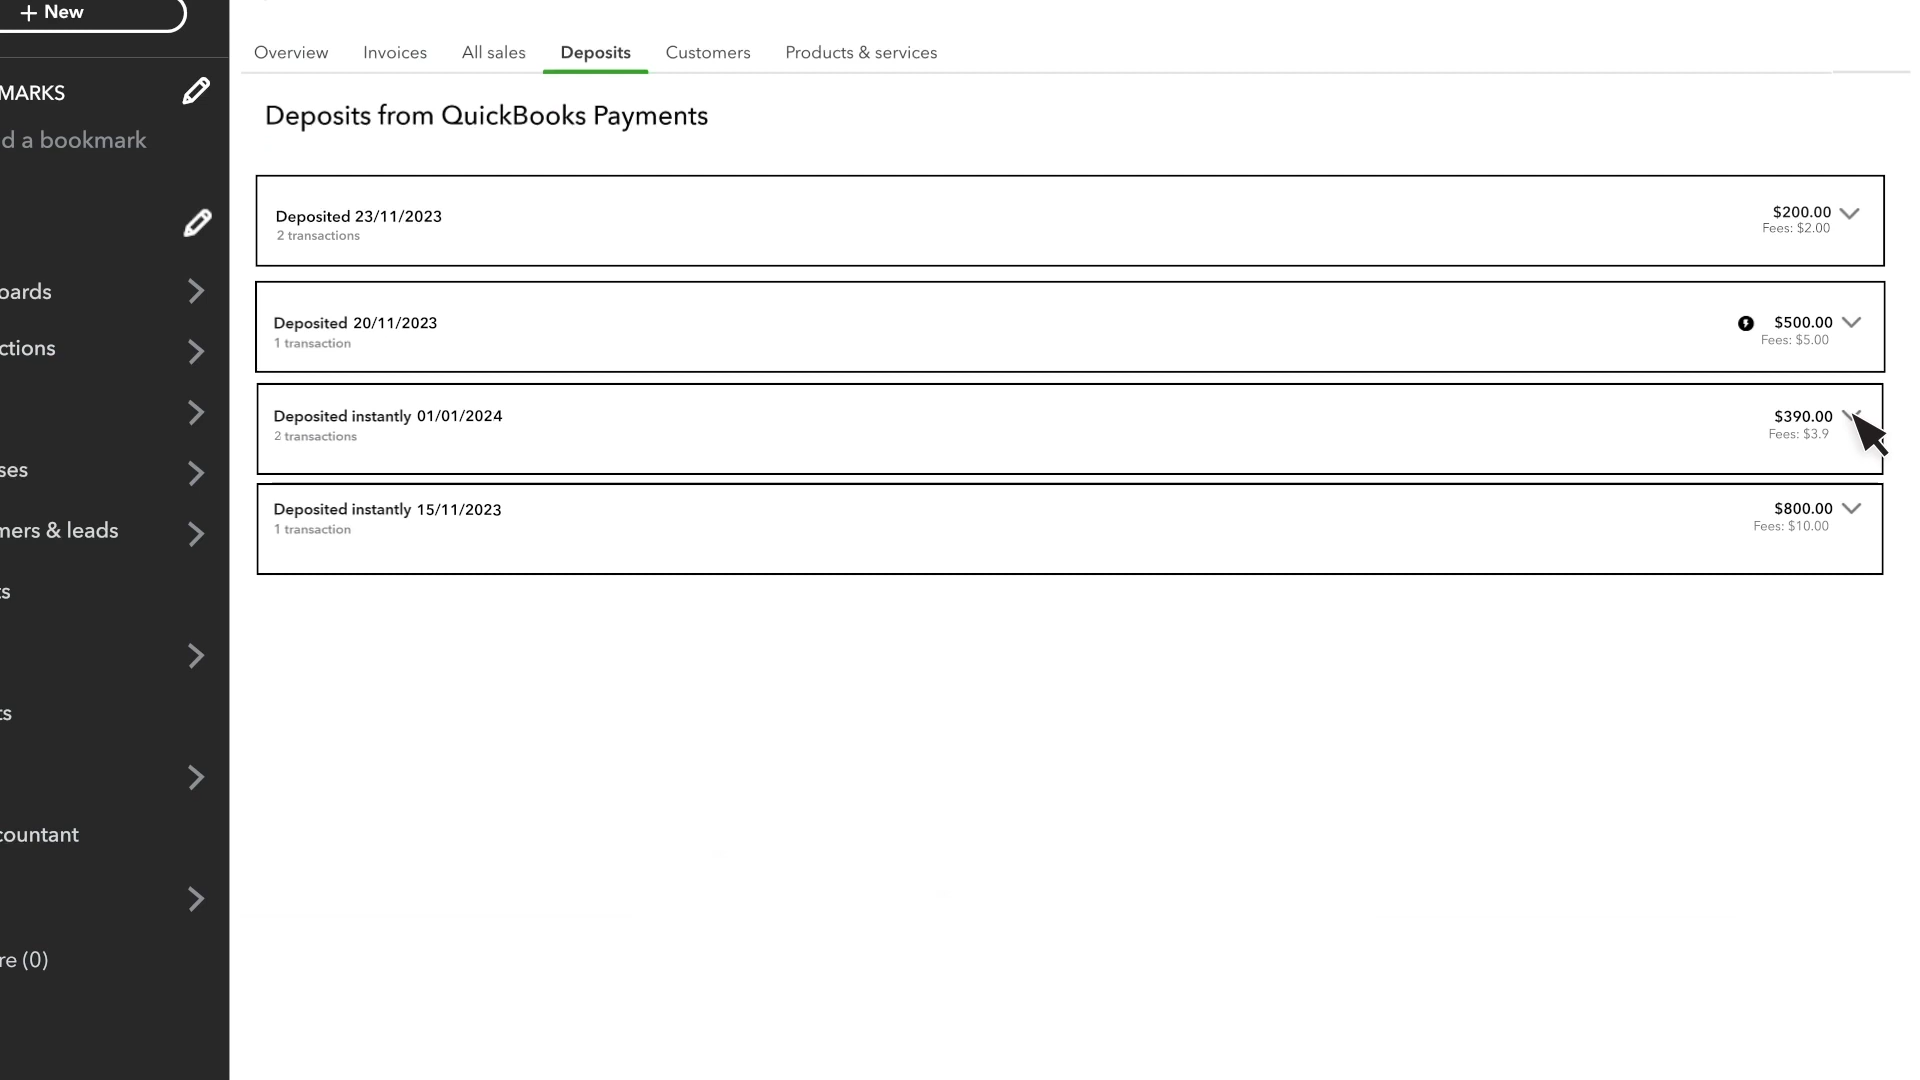 + New
MARKS
d a bookmark
oards
ctions
ses
mers & leads
ts
ts
countant
re (0)
Overview Invoices All sales Deposits Customers Products & services
Deposits from QuickBooks Payments
Deposited 23/11/2023 $200.00
2 transactions Fees: $2.00
Deposited 20/11/2023 $500.00
1 transaction Fees: $5.00
Deposited instantly 01/01/2024 $390.00
2 transactions Fees: $3.9
Deposited instantly 15/11/2023 $800.00
1 transaction Fees: $10.00